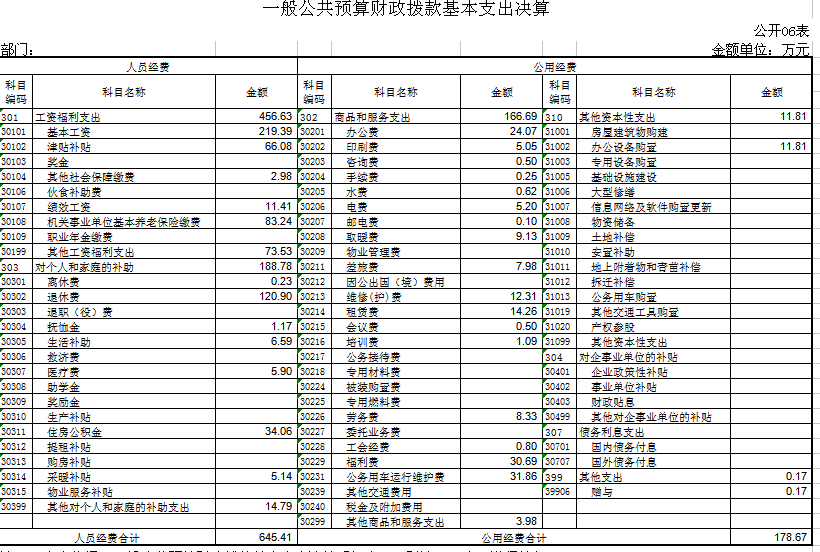 一般公共预算财政拨款基本支出决算
公开06表
部门： 金额单位：万元
人员经费 公用经费
科目编码 科目名称 金额 科目编码 科目名称 金额 科目编码 科目名称 金额
301 工资福利支出 456.63 302 商品和服务支出 166.69 310 其他资本性支出 11.81
30101 基本工资 219.39 30201 办公费 24.07 31001 房屋建筑物购建
30102 津贴补贴 66.08 30202 印刷费 5.05 31002 办公设备购置 11.81
30103 奖金 30203 咨询费 0.50 31003 专用设备购置
30104 其他社会保障缴费 2.98 30204 手续费 0.25 31005 基础设施建设
30106 伙食补助费 30205 水费 0.62 31006 大型修缮
30107 绩效工资 11.41 30206 电费 5.20 31007 信息网络及软件购置更新
30108 机关事业单位基本养老保险缴费 83.24 30207 邮电费 0.10 31008 物资储备
30109 职业年金缴费 30208 取暖费 9.13 31009 土地补偿
30199 其他工资福利支出 73.53 30209 物业管理费 31010 安置补助
303 对个人和家庭的补助 188.78 30211 差旅费 7.98 31011 地上附着物和青苗补偿
30301 离休费 0.23 30212 因公出国（境）费用 31012 拆迁补偿
30302 退休费 120.90 30213 维修(护)费 12.31 31013 公务用车购置
30303 退职（役）费 30214 租赁费 14.26 31019 其他交通工具购置
30304 抚恤金 1.17 30215 会议费 0.50 31020 产权参股
30305 生活补助 6.59 30216 培训费 1.09 31099 其他资本性支出
30306 救济费 30217 公务接待费 304 对企事业单位的补贴
30307 医疗费 5.90 30218 专用材料费 30401 企业政策性补贴
30308 助学金 30224 被装购置费 30402 事业单位补贴
30309 奖励金 30225 专用燃料费 30403 财政贴息
30310 生产补贴 30226 劳务费 8.33 30499 其他对企事业单位的补贴
30311 住房公积金 34.06 30227 委托业务费 307 债务利息支出
30312 提租补贴 30228 工会经费 0.80 30701 国内债务付息
30313 购房补贴 30229 福利费 30.69 30707 国外债务付息
30314 采暖补贴 5.14 30231 公务用车运行维护费 31.86 399 其他支出 0.17
30315 物业服务补贴 30239 其他交通费用 39906 赠与 0.17
30399 其他对个人和家庭的补助支出 14.79 30240 税金及附加费用
30299 其他商品和服务支出 3.98
人员经费合计 645.41 公用经费合计 178.67